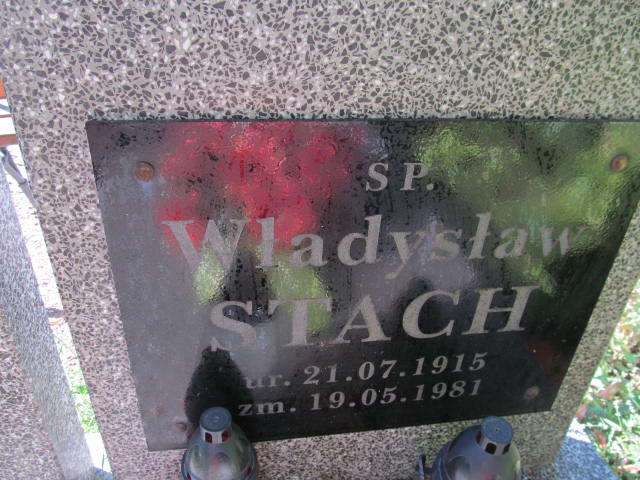 SP.
Władysław
STACH
ur. 21.07.1915
zm. 19.05.1981